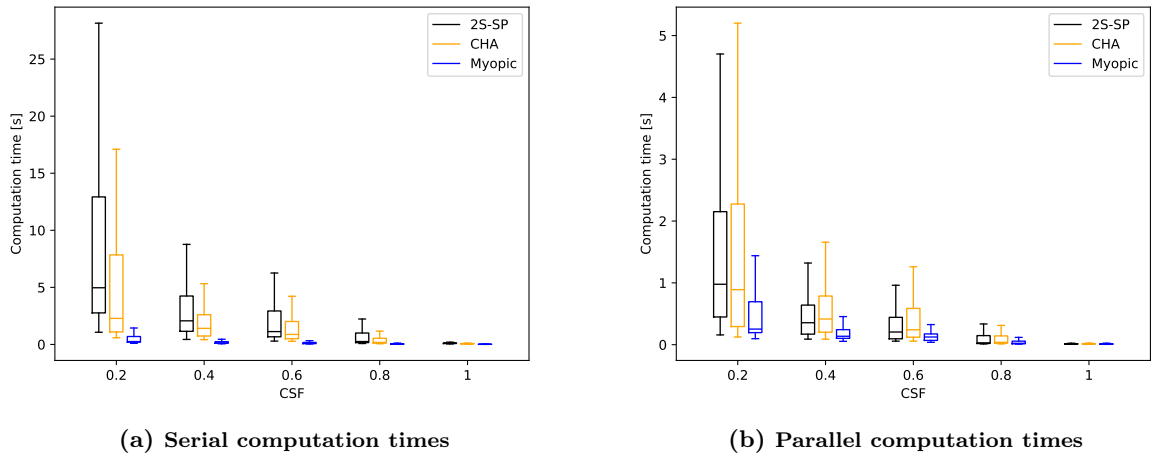 2S-SP
CHA
Myopic
25
20
15
10
5
0
Computation time [s]
0.2
0.4
0.6
0.8
1
CSF
(a) Serial computation times
2S-SP
CHA
Myopic
5
4
3
2
1
0
Computation time [s]
0.2
0.4
0.6
0.8
1
CSF
(b) Parallel computation times